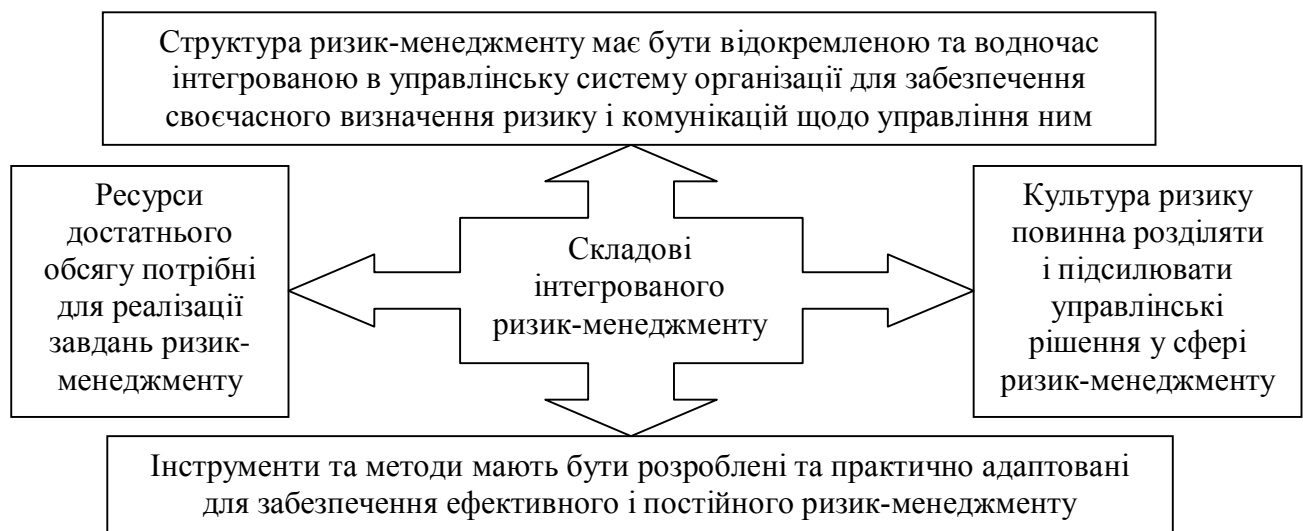 Структура ризик-менеджменту має бути відокремленою та водночас
інтегрованою в управлінську систему організації для забезпечення
своєчасного визначення ризику і комунікацій щодо управління ним
Ресурси
достатнього
обсягу потрібні
для реалізації
завдань ризик-
менеджменту
Складові
інтегрованого
ризик-менеджменту
Культура ризику
повинна розділяти
і підсилювати
управлінські
рішення у сфері
ризик-менеджменту
Інструменти та методи мають бути розроблені та практично адаптовані
для забезпечення ефективного і постійного ризик-менеджменту